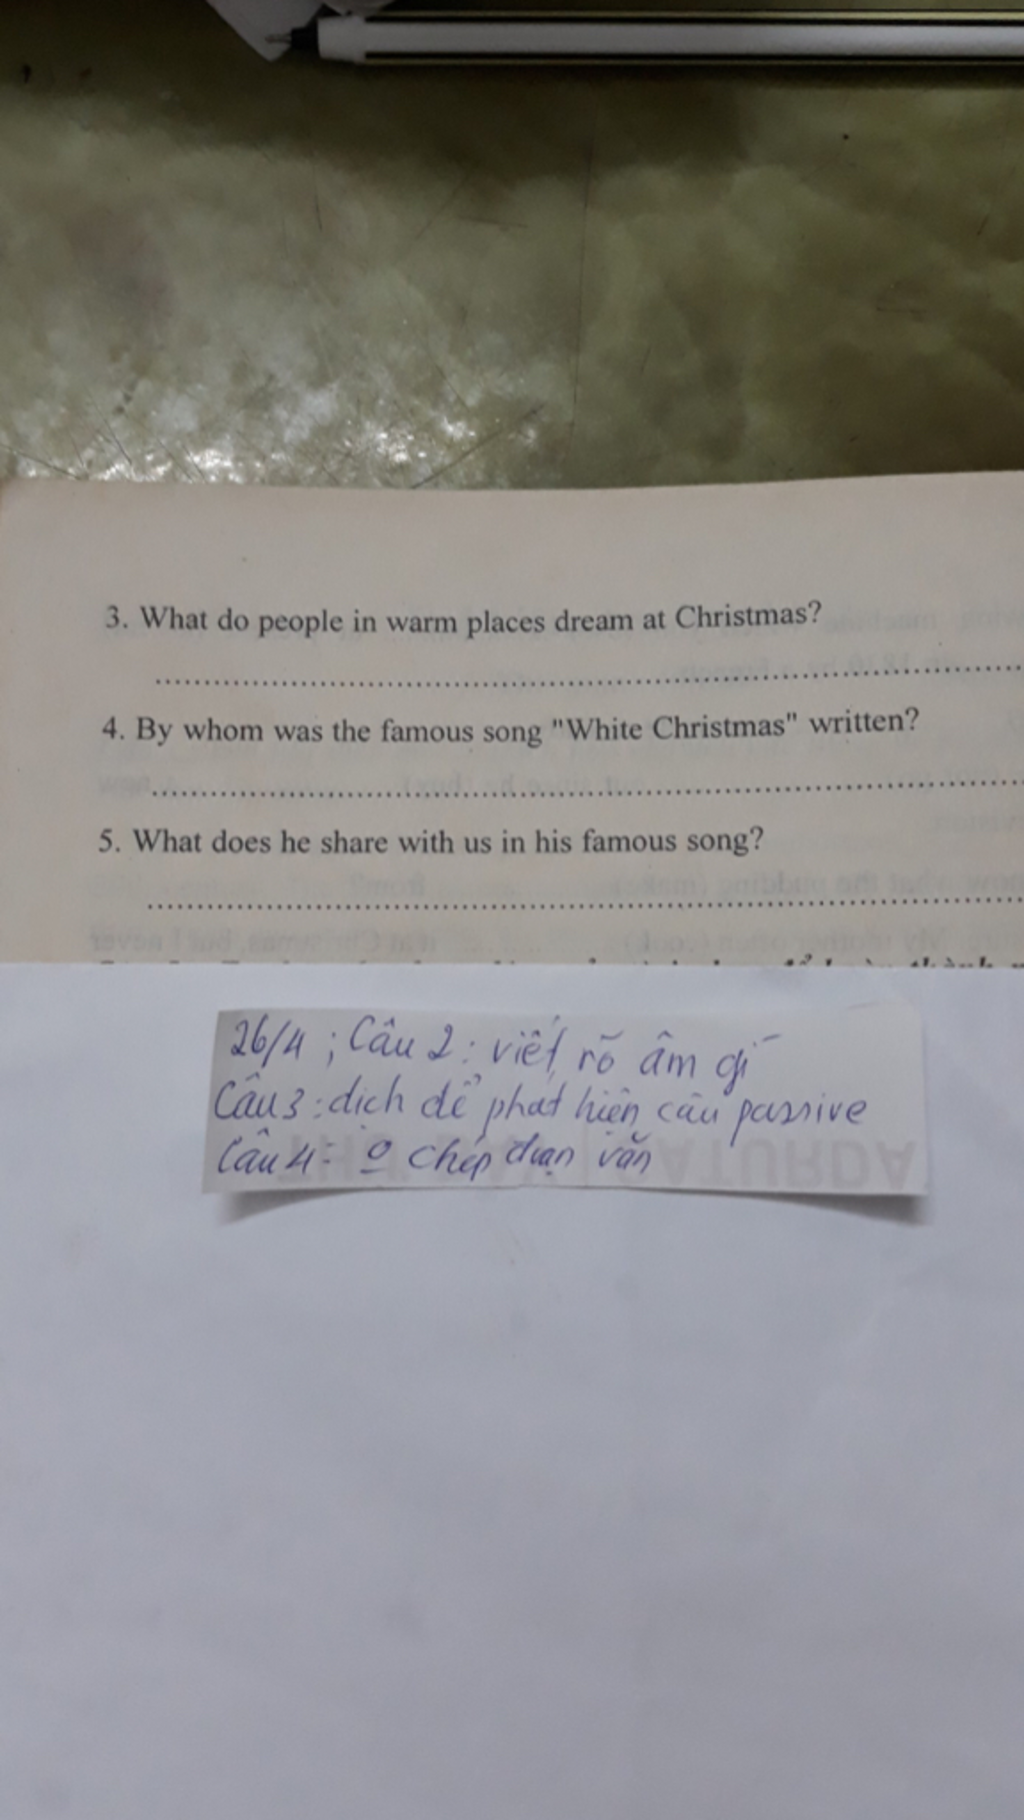 3. What do people in warm places dream at Christmas?
4. By whom was the famous song "White Christmas" written?
5. What does he share with us in his famous song?
26/4 ; Câu 2 : viết rõ âm gì
Câu 3 : dịch để phát hiện câu passive
Câu 4 : chép đoạn văn